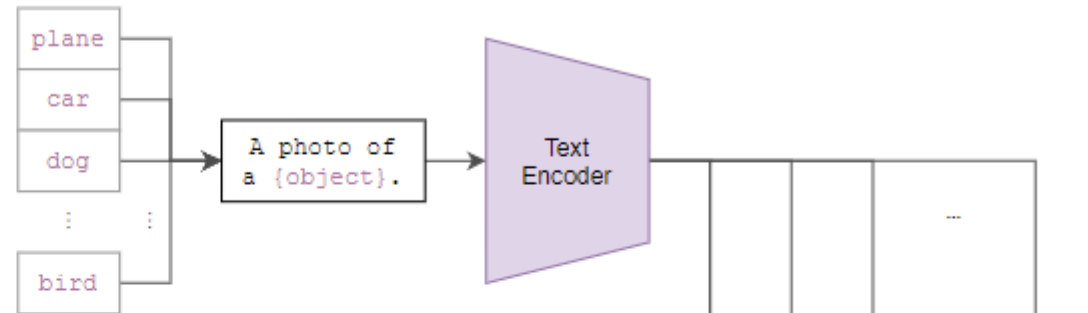 plane
car
dog
⋮ ⋮
bird
A photo of
a {object}.
Text
Encoder
...